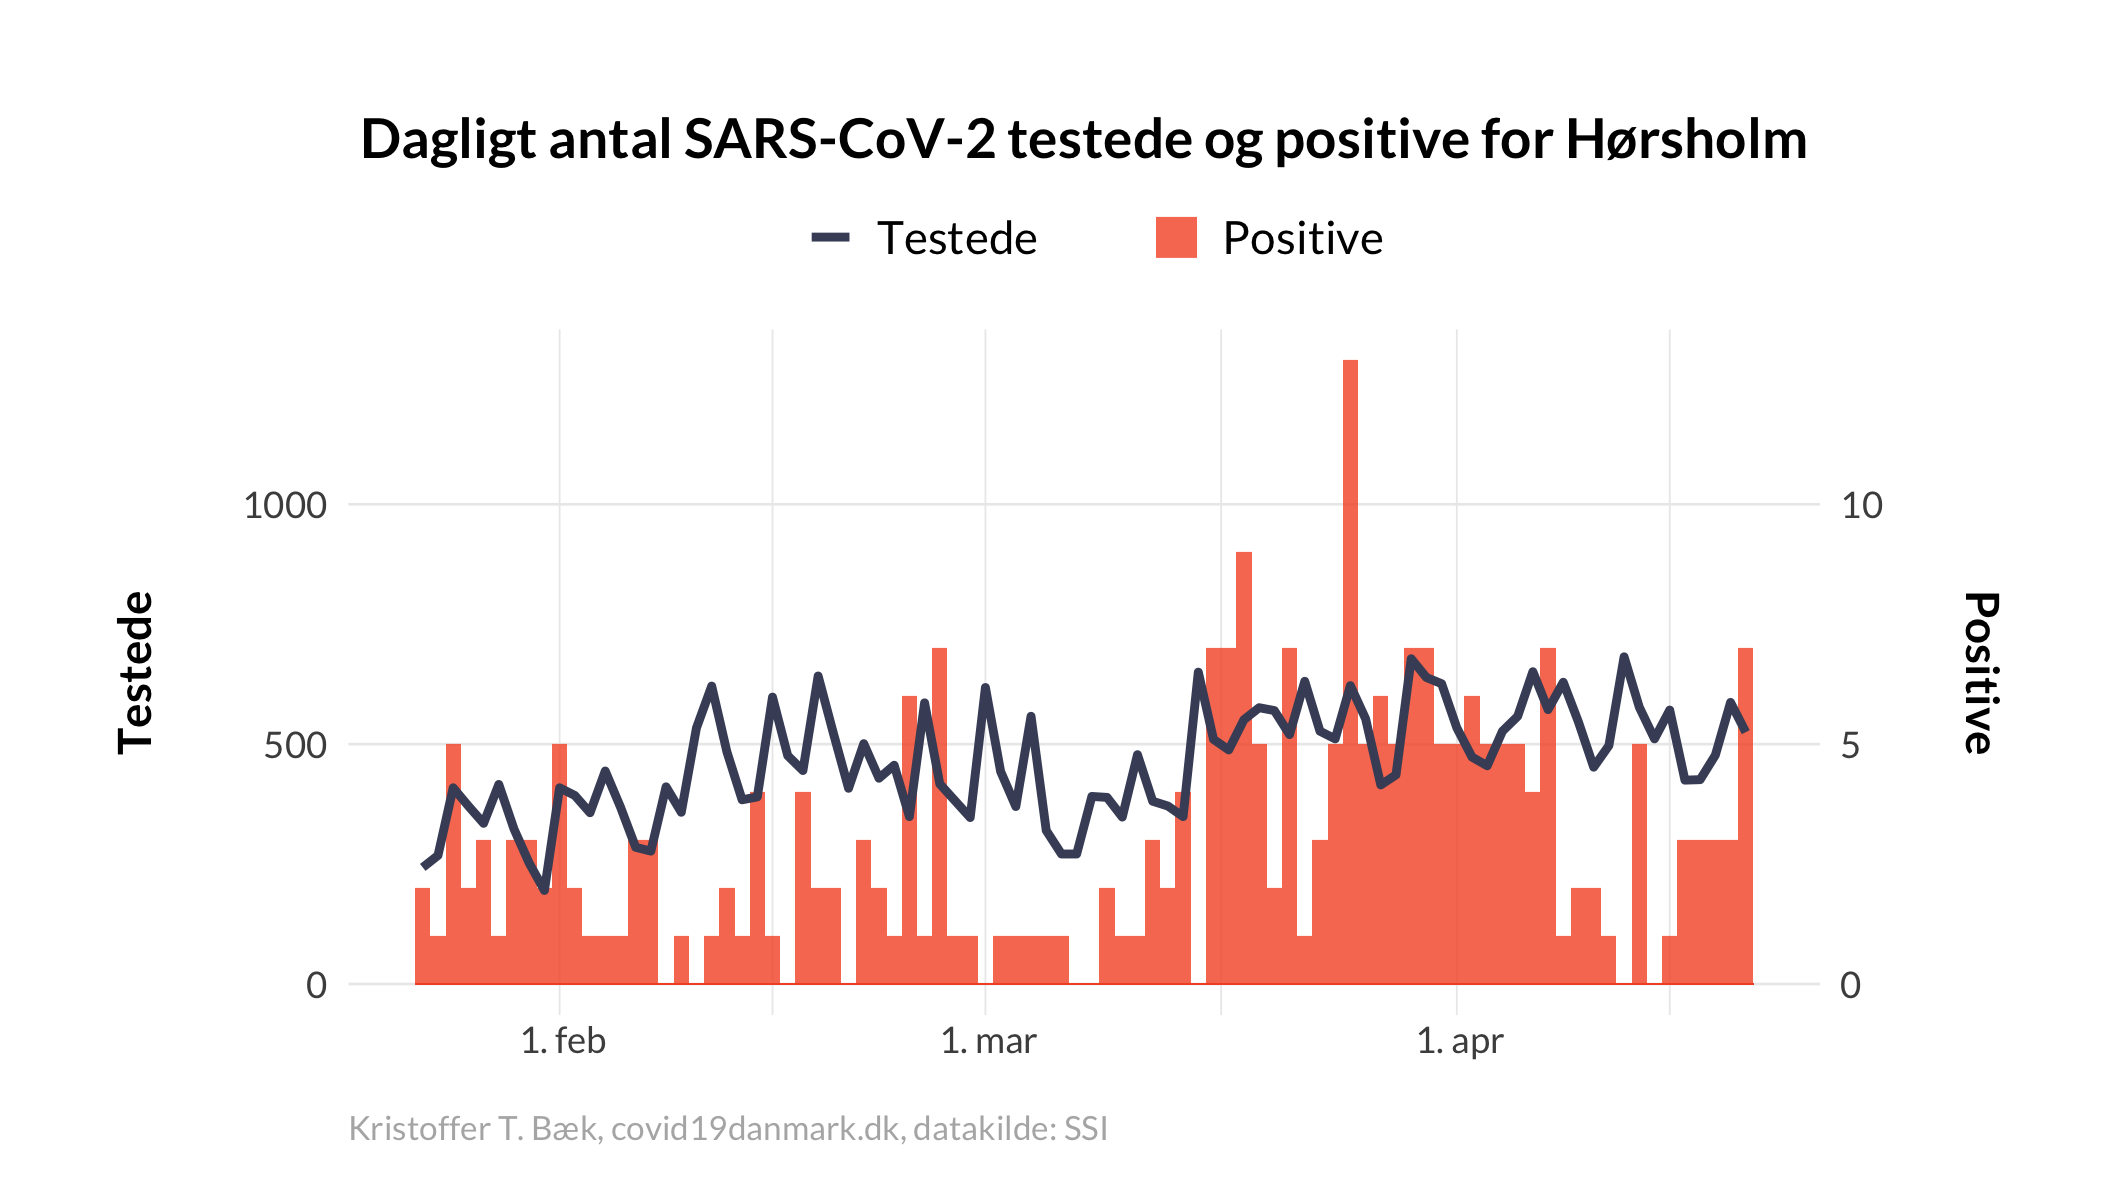 Dagligt antal SARS-CoV-2 testede og positive for Hørsholm
Testede
Positive
1000
500
0
Testede
10
5
0
Positive
1. feb
1. mar
1. apr
Kristoffer T. Bæk, covid19danmark.dk, datakilde: SSI